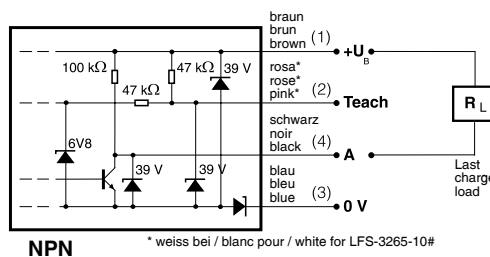 braun
brun
brown (1) +U B
100 kΩ 47 kΩ 39 V
rosa*
rose*
pink* (2) Teach
47 kΩ
R L
schwarz
noir
black (4) A
6V8
39 V 39 V
Last
charge
load
blau
bleu
blue (3) 0 V
* weiss bei / blanc pour / white for LFS-3265-10#
NPN